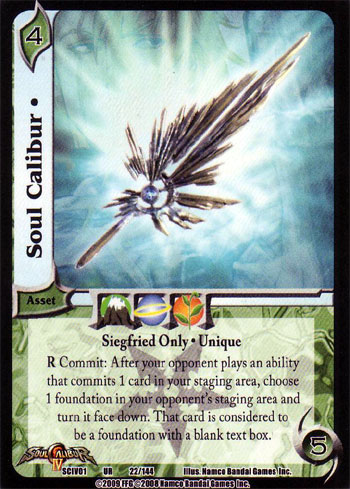 4
Soul Calibur •
Asset
Siegfried Only • Unique
R Commit: After your opponent plays an ability
that commits 1 card in your staging area, choose
1 foundation in your opponent's staging area and
turn it face down. That card is considered to
be a foundation with a blank text box.
5
SOUL CALIBUR
IV
SCIV01 UR 22/144 Illus. Namco Bandai Games, Inc.
©2009 FFG ©2008 Namco Bandai Games Inc.